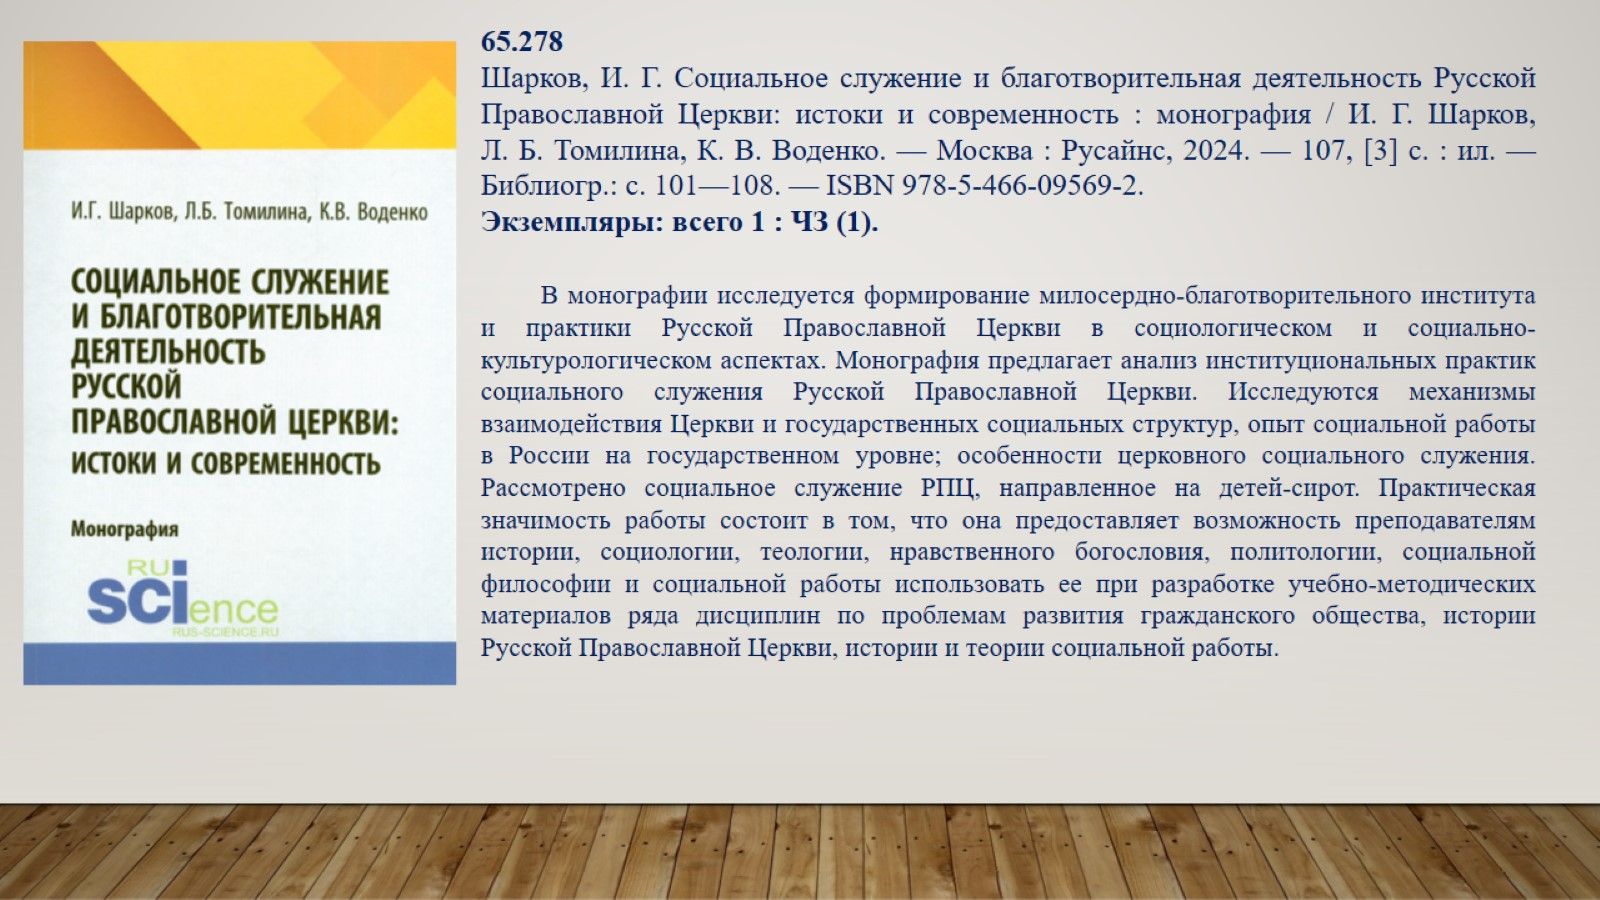 И.Г. Шарков, Л.Б. Томилина, К.В. Воденко
СОЦИАЛЬНОЕ СЛУЖЕНИЕ
И БЛАГОТВОРИТЕЛЬНАЯ
ДЕЯТЕЛЬНОСТЬ
РУССКОЙ
ПРАВОСЛАВНОЙ ЦЕРКВИ:
ИСТОКИ И СОВРЕМЕННОСТЬ
Монография
RU
science
RUS-SCIENCE.RU
65.278
Шарков, И. Г. Социальное служение и благотворительная деятельность Русской
Православной Церкви: истоки и современность : монография / И. Г. Шарков,
Л. Б. Томилина, К. В. Воденко. — Москва : Русайнс, 2024. — 107, [3] с. : ил. —
Библиогр.: с. 101—108. — ISBN 978-5-466-09569-2.
Экземпляры: всего 1 : ЧЗ (1).
В монографии исследуется формирование милосердно-благотворительного института
и практики Русской Православной Церкви в социологическом и социально-
культурологическом аспектах. Монография предлагает анализ институциональных практик
социального служения Русской Православной Церкви. Исследуются механизмы
взаимодействия Церкви и государственных социальных структур, опыт социальной работы
в России на государственном уровне; особенности церковного социального служения.
Рассмотрено социальное служение РПЦ, направленное на детей-сирот. Практическая
значимость работы состоит в том, что она предоставляет возможность преподавателям
истории, социологии, теологии, нравственного богословия, политологии, социальной
философии и социальной работы использовать ее при разработке учебно-методических
материалов ряда дисциплин по проблемам развития гражданского общества, истории
Русской Православной Церкви, истории и теории социальной работы.